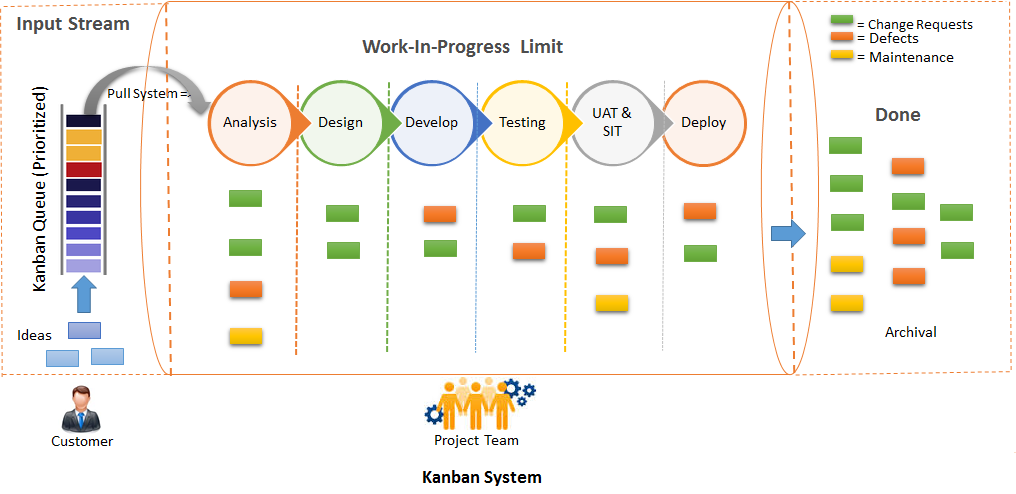 Input Stream
Work-In-Progress Limit
= Change Requests
= Defects
= Maintenance
Kanban Queue (Prioritized)
Pull System =
Analysis
Design
Develop
Testing
UAT &
SIT
Deploy
Done
Ideas
Archival
Customer
Project Team
Kanban System